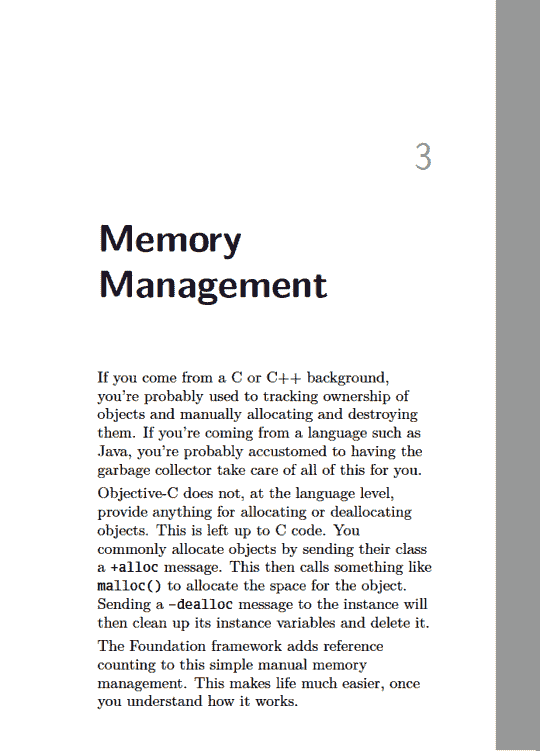 3
Memory
Management
If you come from a C or C++ background,
you're probably used to tracking ownership of
objects and manually allocating and destroying
them. If you're coming from a language such as
Java, you're probably accustomed to having the
garbage collector take care of all of this for you.
Objective-C does not, at the language level,
provide anything for allocating or deallocating
objects. This is left up to C code. You
commonly allocate objects by sending their class
a +alloc message. This then calls something like
malloc() to allocate the space for the object.
Sending a –dealloc message to the instance will
then clean up its instance variables and delete it.
The Foundation framework adds reference
counting to this simple manual memory
management. This makes life much easier, once
you understand how it works.